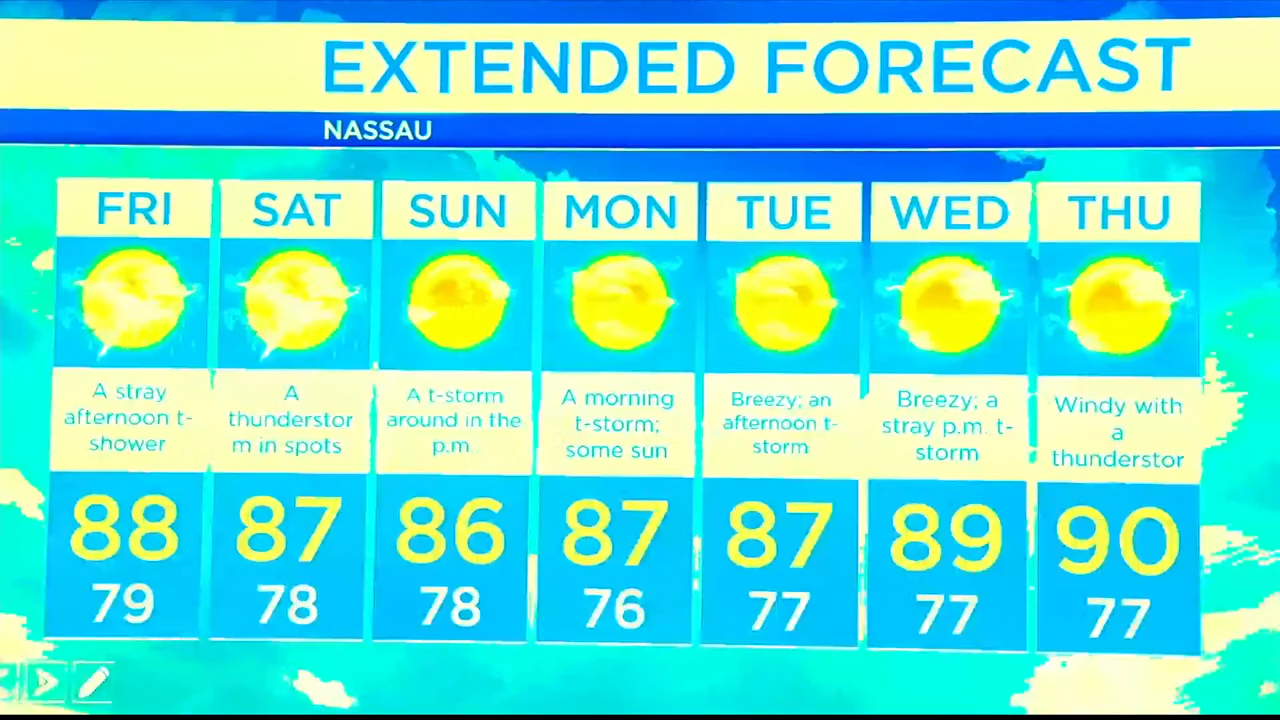 EXTENDED FORECAST
NASSAU
FRI
A stray
afternoon t-
shower
88
79
SAT
A
thunderstor
m in spots
87
78
SUN
A t-storm
around in the
p.m.
86
78
MON
A morning
t-storm;
some sun
87
76
TUE
Breezy; an
afternoon t-
storm
87
77
WED
Breezy; a
stray p.m. t-
storm
89
77
THU
Windy with
a
thunderstor
90
77